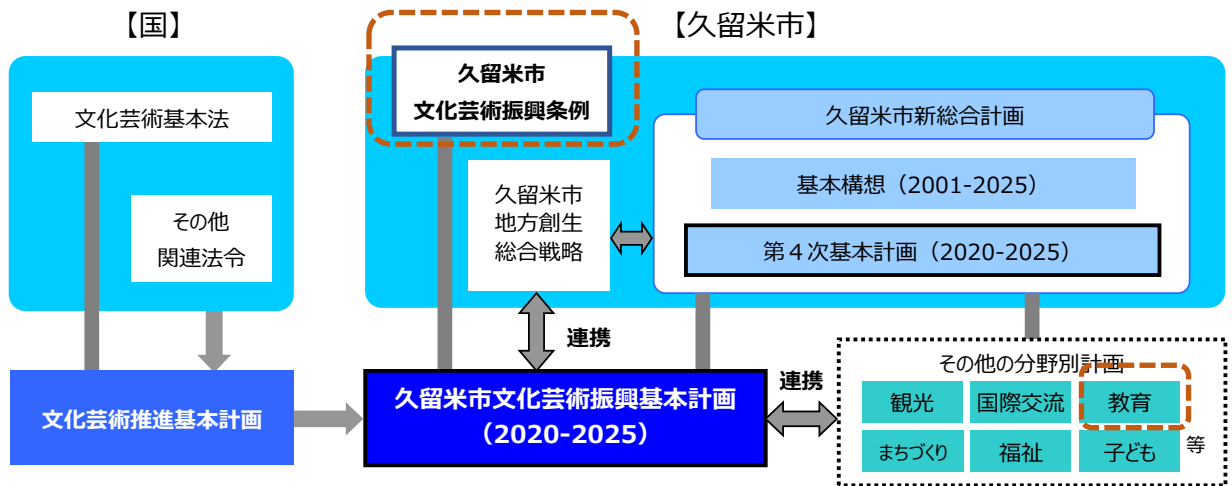 【国】
文化芸術基本法
その他
関連法令
文化芸術推進基本計画
【久留米市】
久留米市
文化芸術振興条例
久留米市
地方創生
総合戦略
久留米市新総合計画
基本構想（2001-2025）
第４次基本計画（2020-2025）
連携
久留米市文化芸術振興基本計画
（2020-2025）
連携
その他の分野別計画
観光
国際交流
教育
まちづくり
福祉
子ども
等